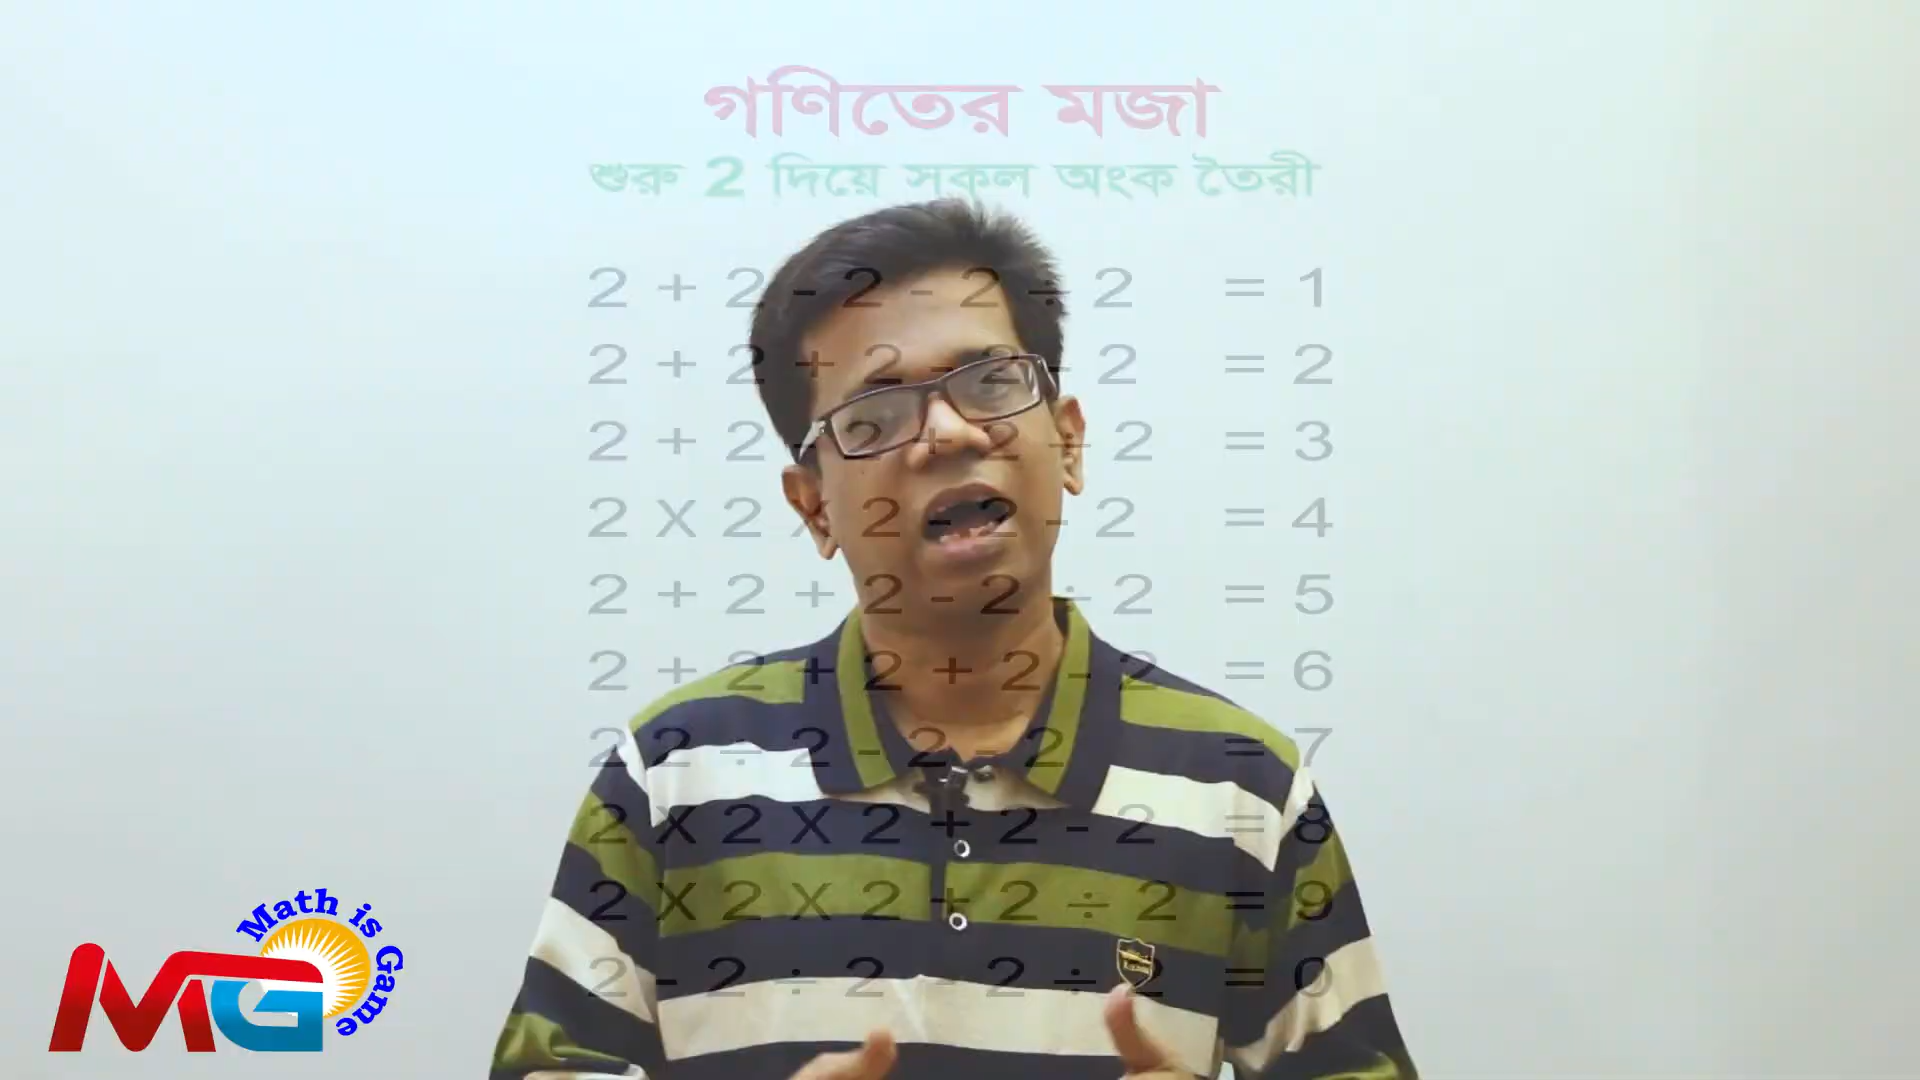 গণিতের মজা
শুরু 2 দিয়ে সকল অংক তৈরী
2 + 2 - 2 - 2 ÷ 2 = 1
2 + 2 + 2 - 2 - 2 = 2
2 + 2 - 2 + 2 ÷ 2 = 3
2 X 2 X 2 - 2 - 2 = 4
2 + 2 + 2 - 2 ÷ 2 = 5
2 + 2 + 2 + 2 - 2 = 6
22 ÷ 2 - 2 - 2 = 7
2 X 2 X 2 + 2 - 2 = 8
2 X 2 X 2 + 2 ÷ 2 = 9
2 - 2 ÷ 2 - 2 ÷ 2 = 0
Math is Game
MG